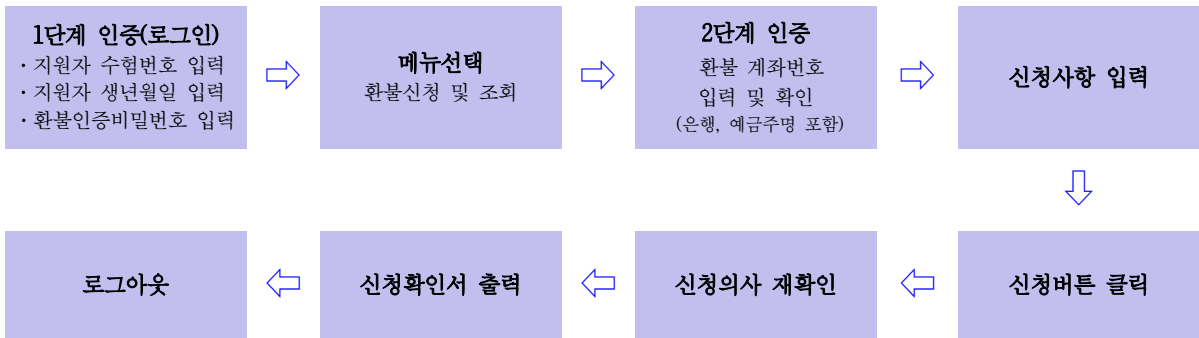 1단계 인증(로그인)
· 지원자 수험번호 입력
· 지원자 생년월일 입력
· 환불인증비밀번호 입력
메뉴선택
환불신청 및 조회
2단계 인증
환불 계좌번호
입력 및 확인
(은행, 예금주명 포함)
신청사항 입력
신청버튼 클릭
신청의사 재확인
신청확인서 출력
로그아웃